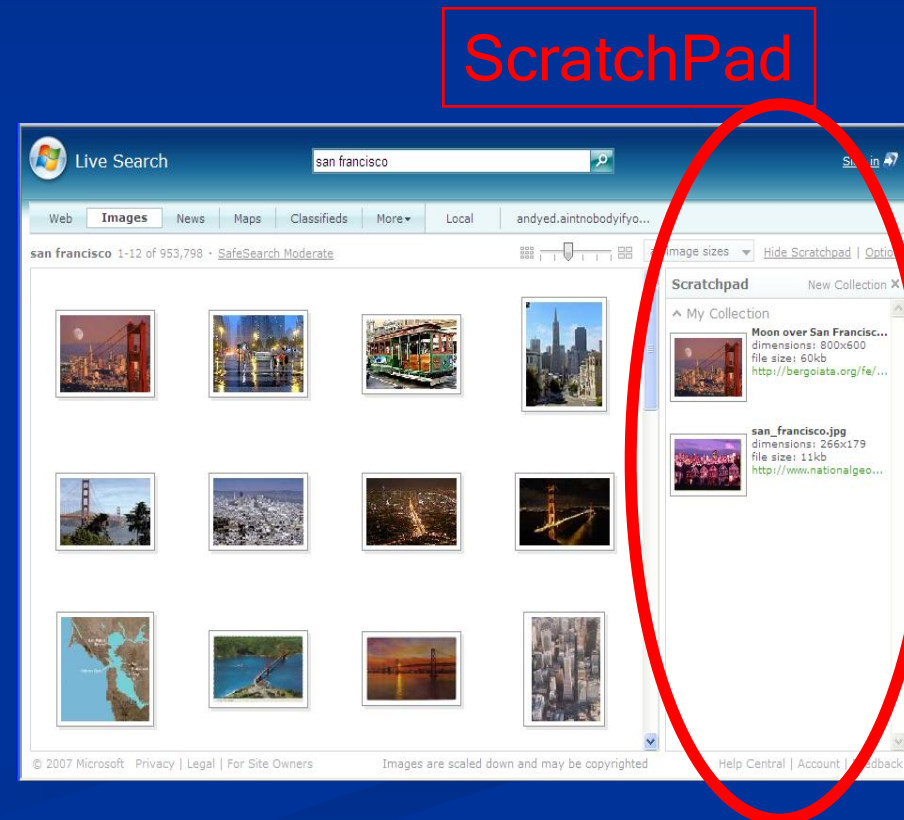 ScratchPad
Live Search
san francisco
in
Web Images News Maps Classifieds More Local andyed.aintnobodyifyo...
san francisco 1-12 of 953,798 · SafeSearch Moderate
image sizes Hide Scratchpad | Optio
Scratchpad New Collection X
My Collection
Moon over San Francisc...
dimensions: 800x600
file size: 60kb
http://bergoiata.org/fe/...
san_francisco.jpg
dimensions: 266x179
file size: 11kb
http://www.nationalgeo...
© 2007 Microsoft Privacy | Legal | For Site Owners Images are scaled down and may be copyrighted Help Central | Account | edback